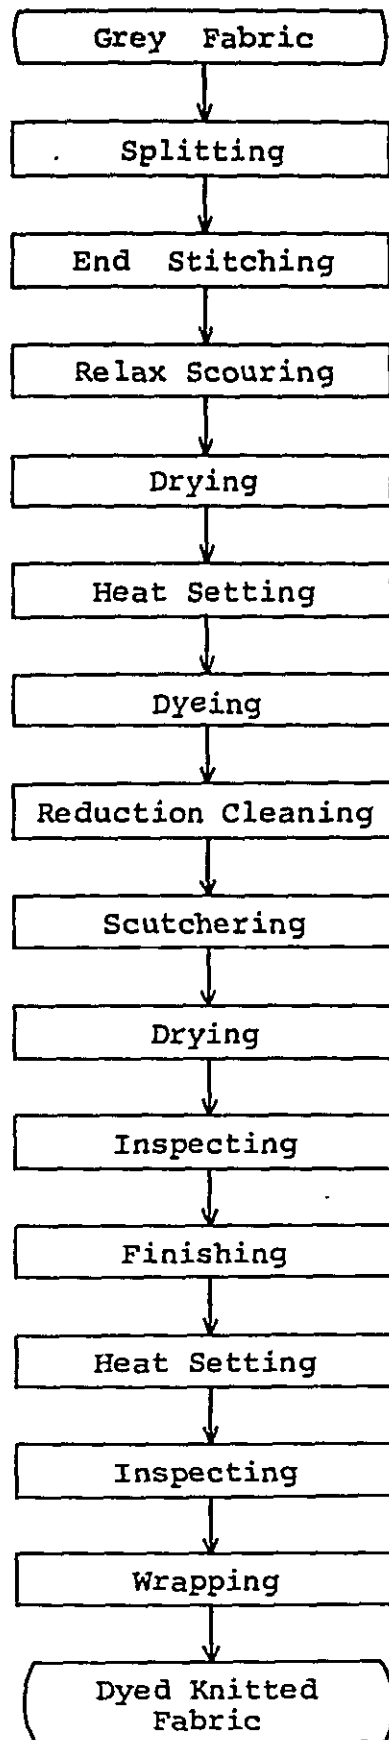 Grey Fabric
Splitting
End Stitching
Relax Scouring
Drying
Heat Setting
Dyeing
Reduction Cleaning
Scutchering
Drying
Inspecting
Finishing
Heat Setting
Inspecting
Wrapping
Dyed Knitted
Fabric